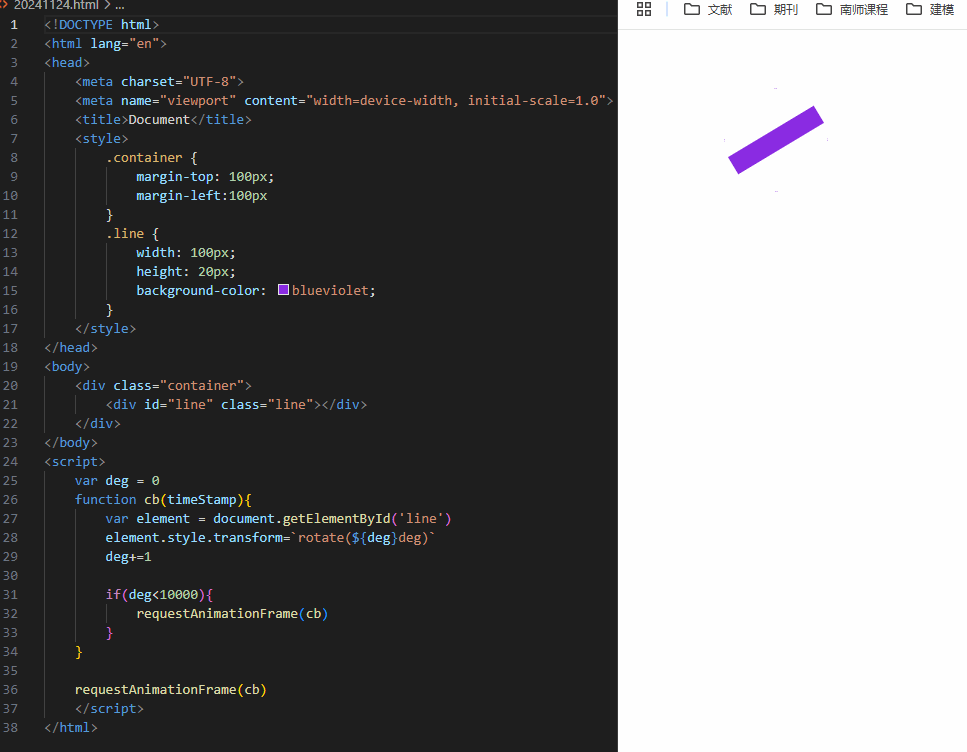 20241124.html > ...
1 <!DOCTYPE html>
2 <html lang="en">
3 <head>
4 <meta charset="UTF-8">
5 <meta name="viewport" content="width=device-width, initial-scale=1.0">
6 <title>Document</title>
7 <style>
8 .container {
9 margin-top: 100px;
10 margin-left:100px
11 }
12 .line {
13 width: 100px;
14 height: 20px;
15 background-color: blueviolet;
16 }
17 </style>
18 </head>
19 <body>
20 <div class="container">
21 <div id="line" class="line"></div>
22 </div>
23 </body>
24 <script>
25 var deg = 0
26 function cb(timeStamp){
27 var element = document.getElementById('line')
28 element.style.transform=`rotate(${deg}deg)`
29 deg+=1
30
31 if(deg<10000){
32 requestAnimationFrame(cb)
33 }
34 }
35
36 requestAnimationFrame(cb)
37 </script>
38 </html>
文献 期刊 南师课程 建模